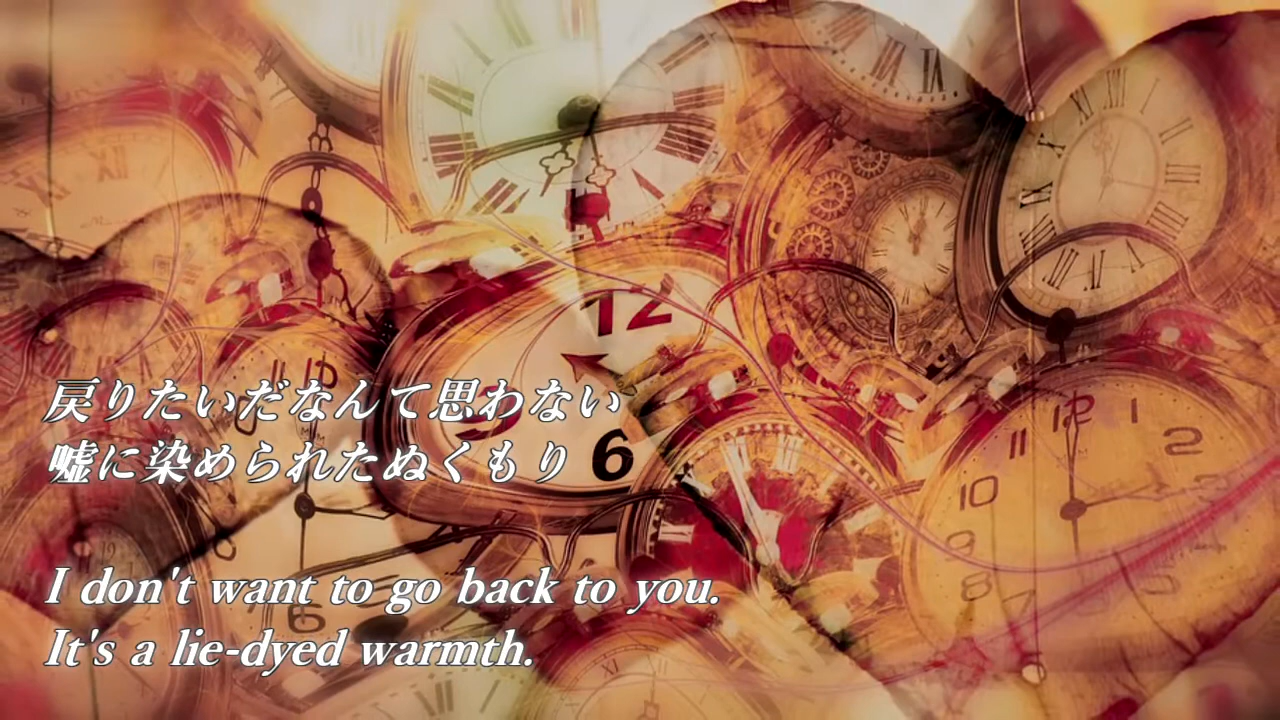 戻りたいだなんて思わない
嘘に染められたぬくもり
I don't want to go back to you.
It's a lie-dyed warmth.